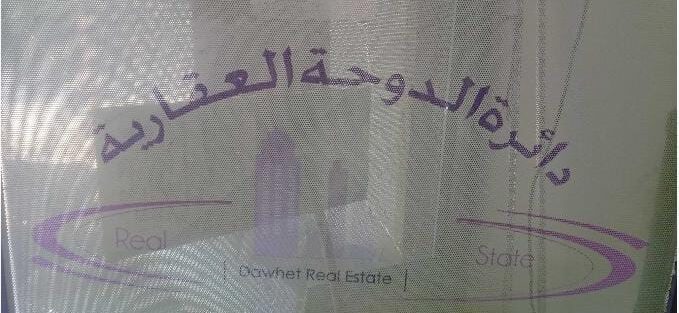 دائرة الدوحة العقارية
Real State
Dawhet Real Estate